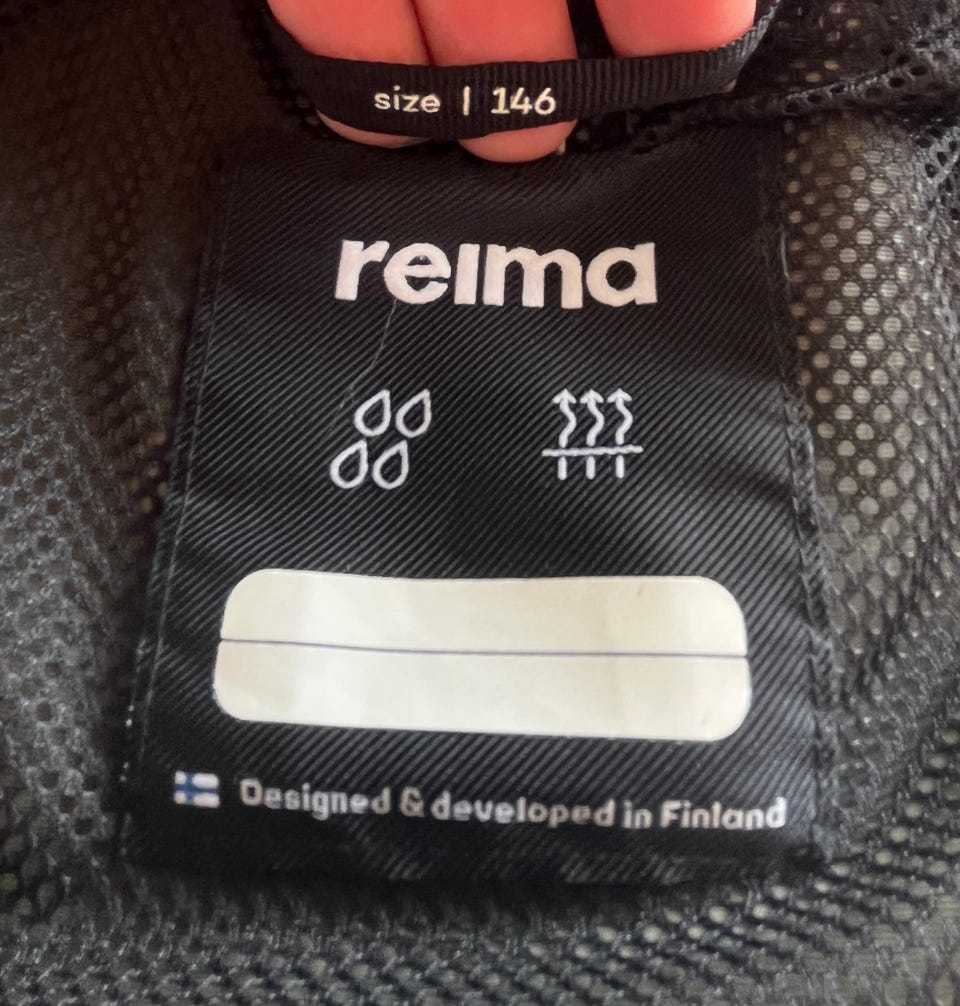 size | 146
reima
Designed & developed in Finland